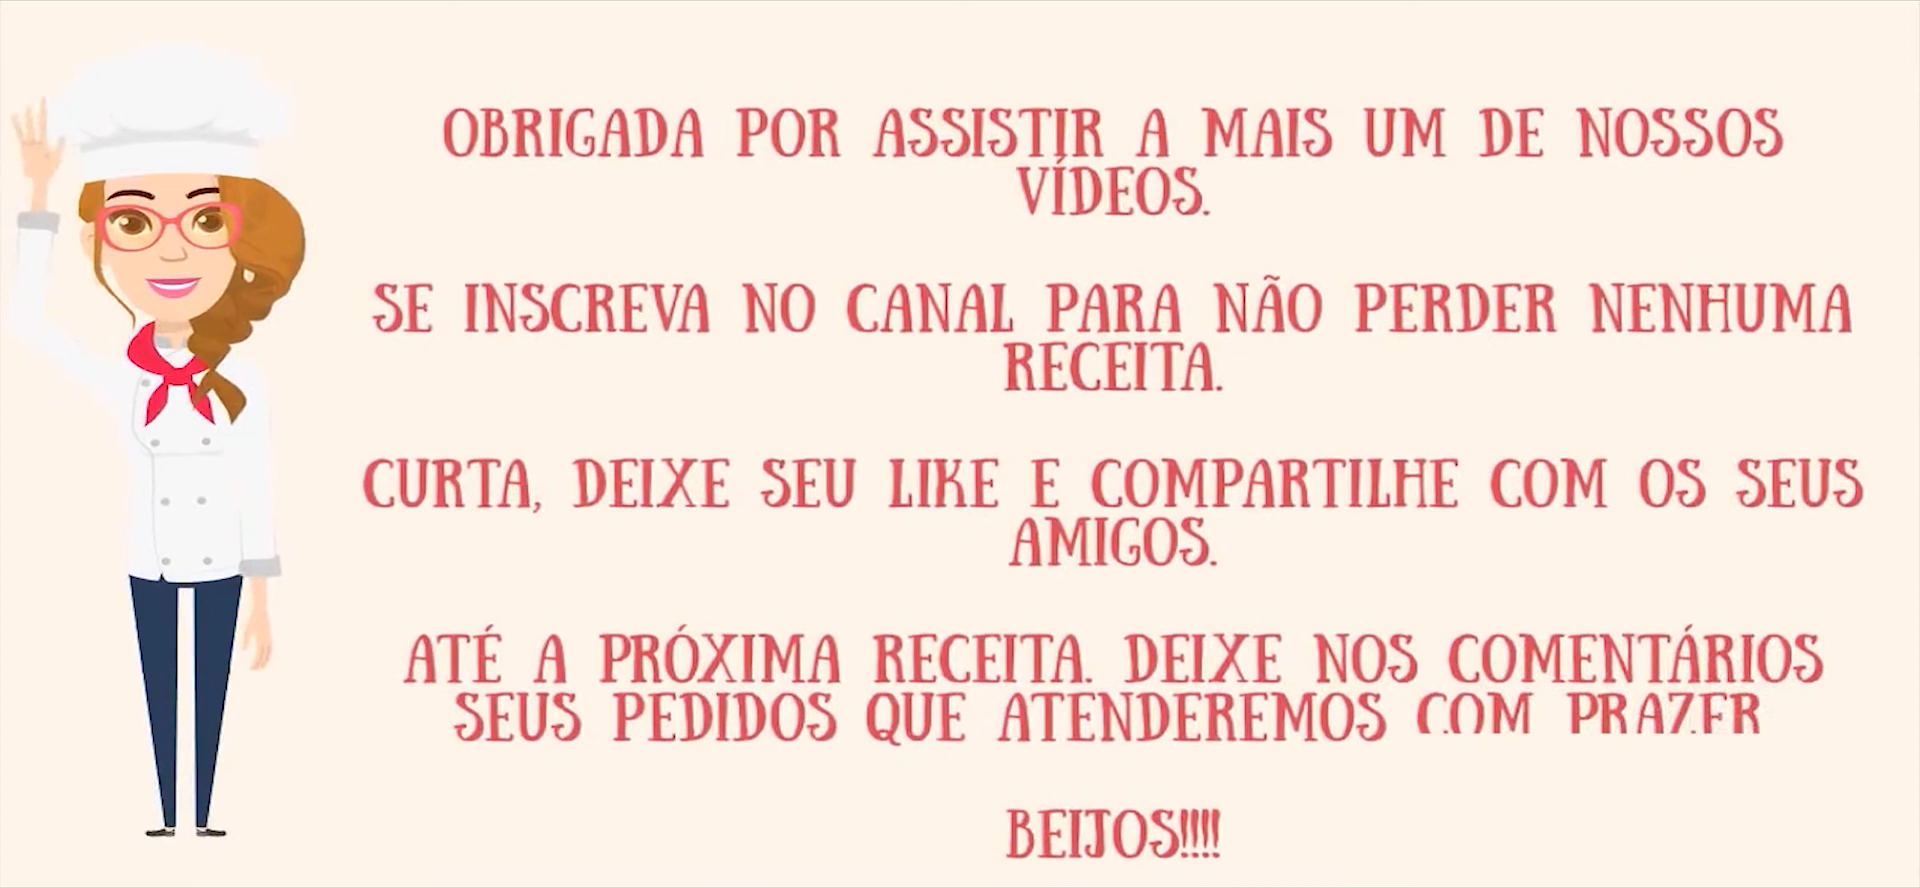 OBRIGADA POR ASSISTIR A MAIS UM DE NOSSOS
VÍDEOS.
SE INSCREVA NO CANAL PARA NÃO PERDER NENHUMA
RECEITA.
CURTA, DEIXE SEU LIKE E COMPARTILHE COM OS SEUS
AMIGOS.
ATÉ A PRÓXIMA RECEITA. DEIXE NOS COMENTÁRIOS
SEUS PEDIDOS QUE ATENDEREMOS COM PRAZER
BEIJOS!!!!